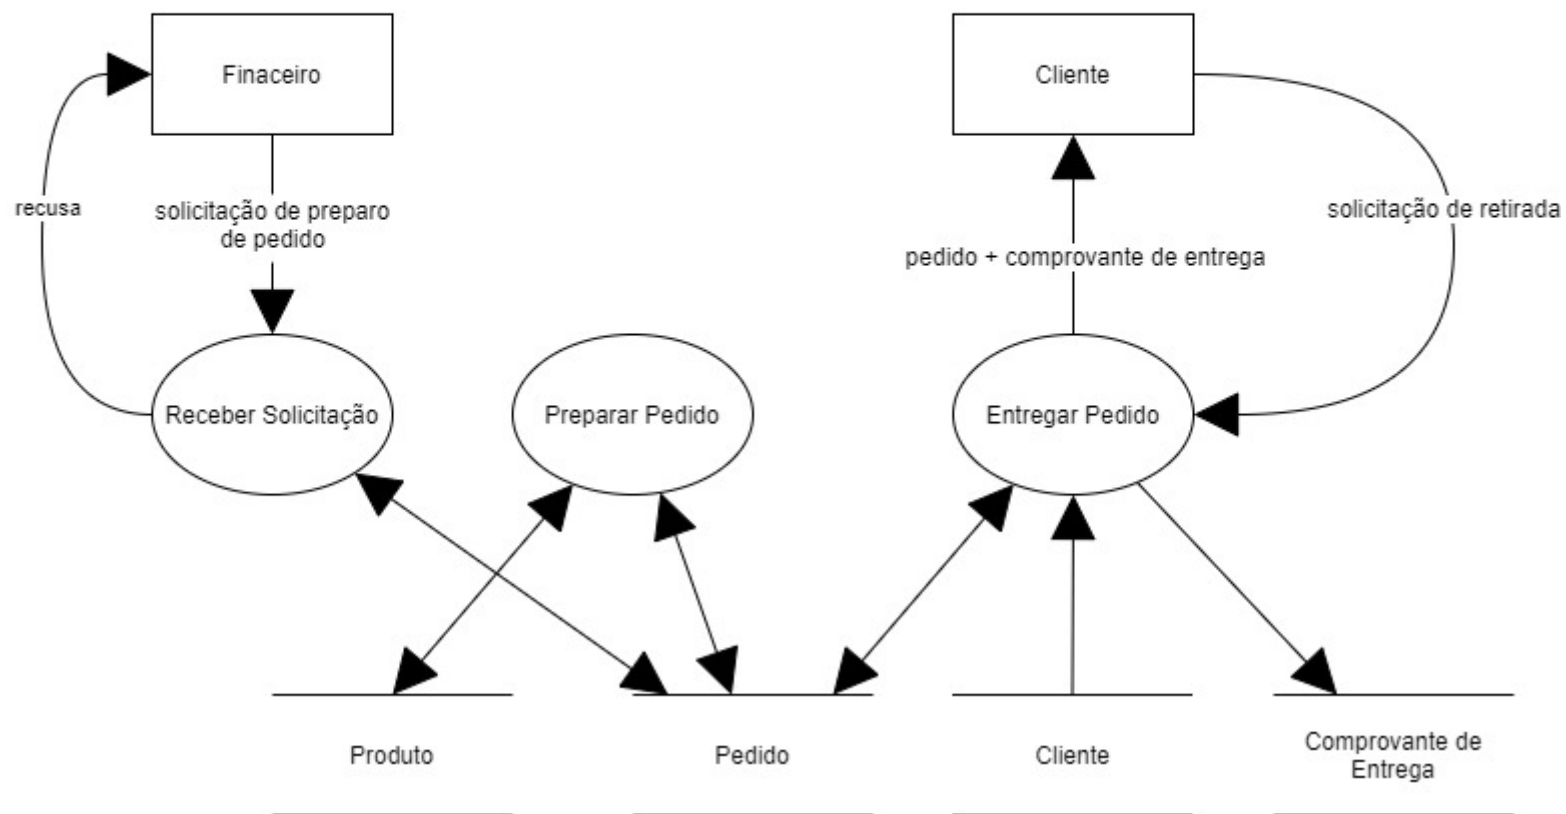 Finaceiro
Cliente
recusa
solicitação de preparo
de pedido
solicitação de retirada
pedido + comprovante de entrega
Receber Solicitação
Preparar Pedido
Entregar Pedido
Produto
Pedido
Cliente
Comprovante de
Entrega